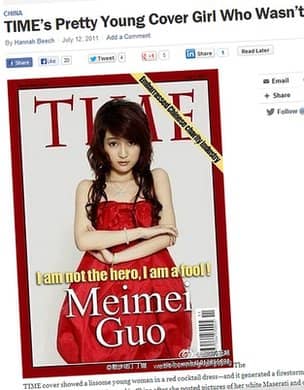 CHINA
TIME's Pretty Young Cover Girl Who Wasn't
By Hannah Beech July 12, 2011 Add a Comment
Share
Like 20
Tweet 4
+1 5
Share 1
Read Later
Embarrassed Chinese charity industry
TIME
I am not the hero, I am a fool !
Meimei
Guo
Email
Share
Follow
The
TIME cover showed a lissome young woman in a red cocktail dress—and it generated a firestorm
posted pictures of her white Maserati and